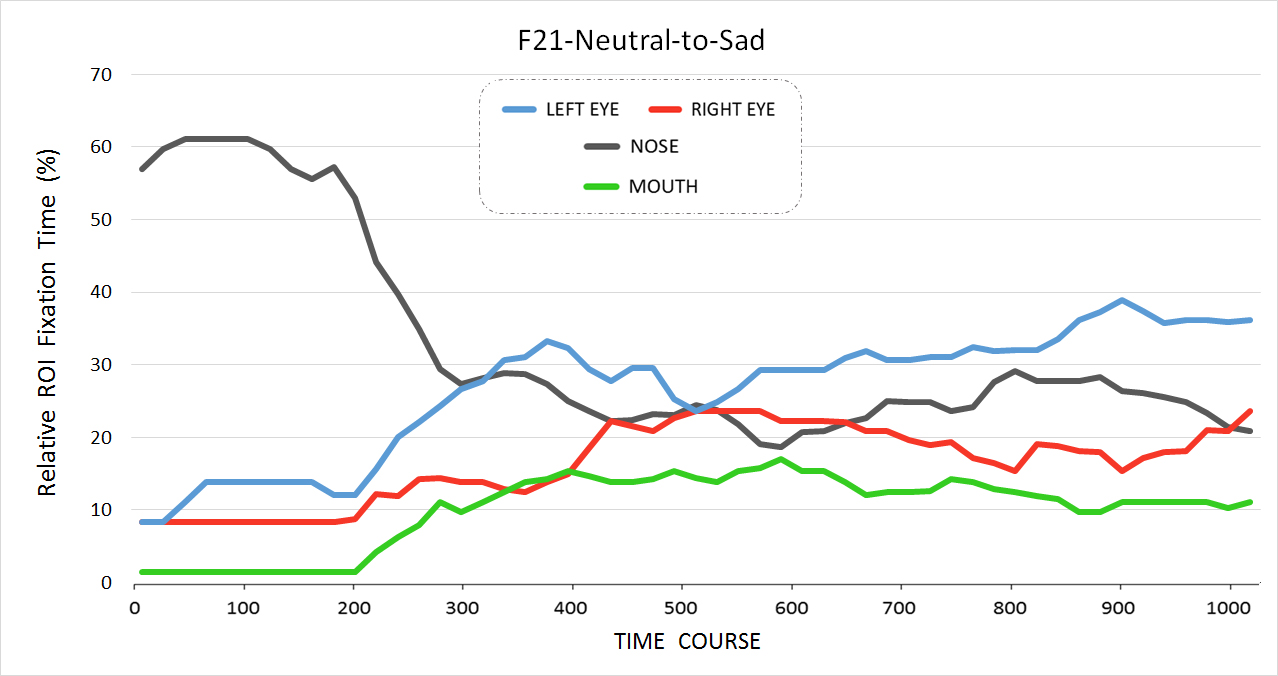 F21-Neutral-to-Sad
LEFT EYE RIGHT EYE
NOSE
MOUTH
Relative ROI Fixation Time (%)
70
60
50
40
30
20
10
0
0 100 200 300 400 500 600 700 800 900 1000
TIME COURSE